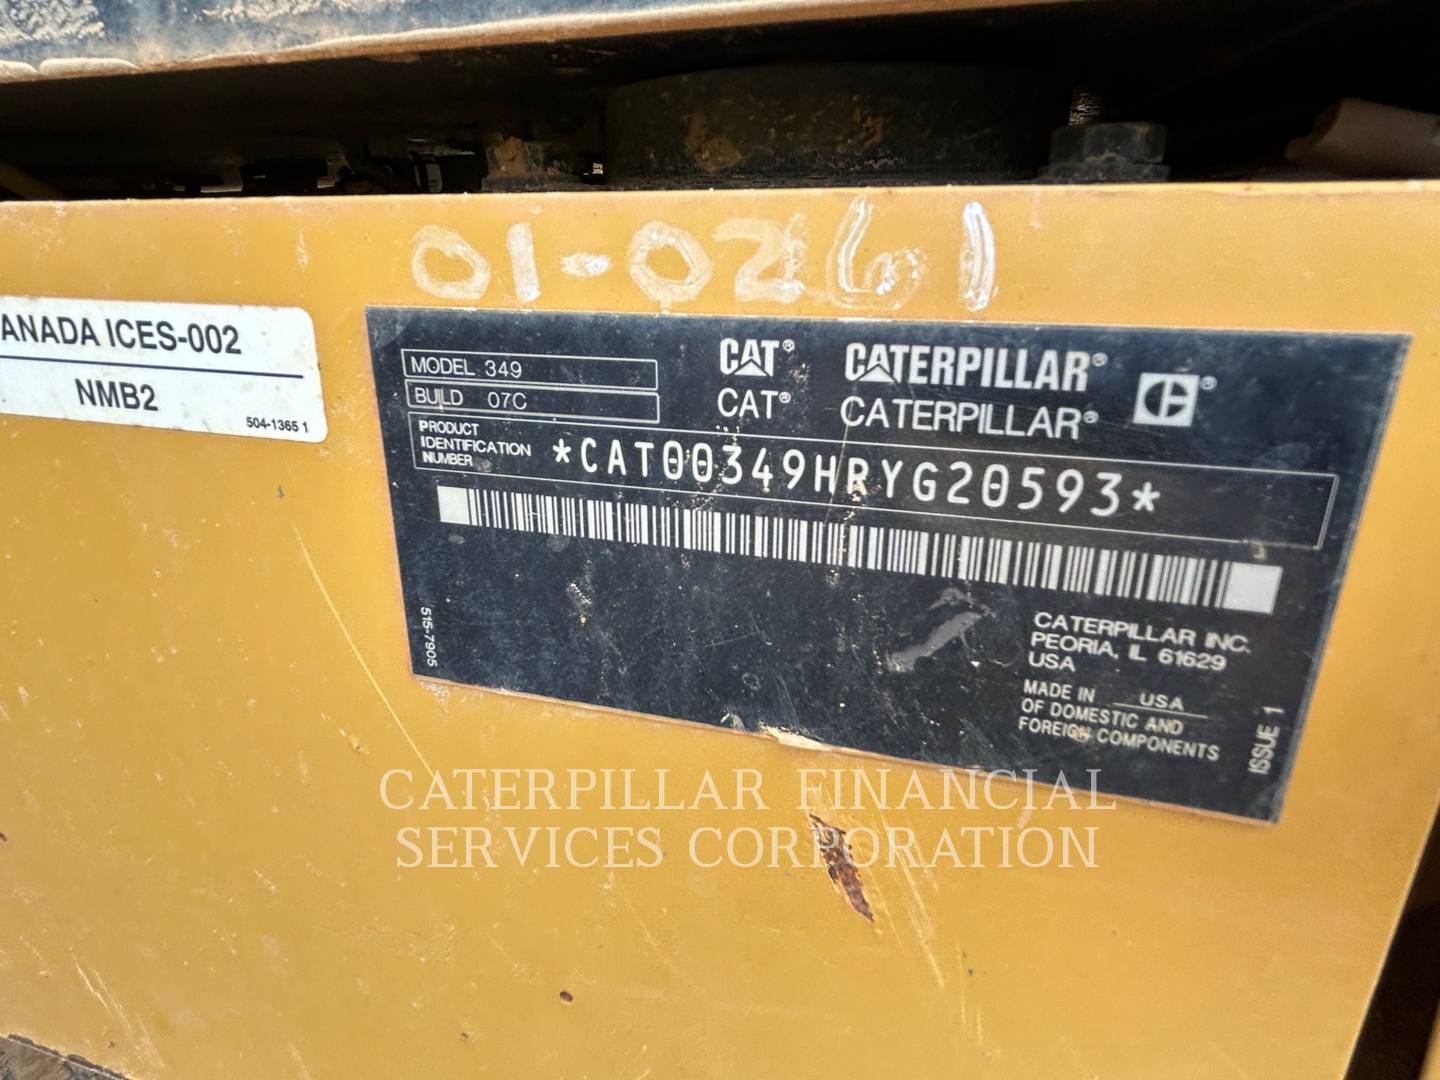 01-0261
ANADA ICES-002
NMB2
504-1365 1
MODEL 349
BUILD 07C
PRODUCT
IDENTIFICATION
NUMBER
*CAT00349HRYG20593*
CAT® CATERPILLAR®
CAT® CATERPILLAR®
515-7905
CATERPILLAR INC.
PEORIA, IL 61629
USA
MADE IN USA
OF DOMESTIC AND
FOREIGN COMPONENTS
ISSUE 1
CATERPILLAR FINANCIAL
SERVICES CORPORATION